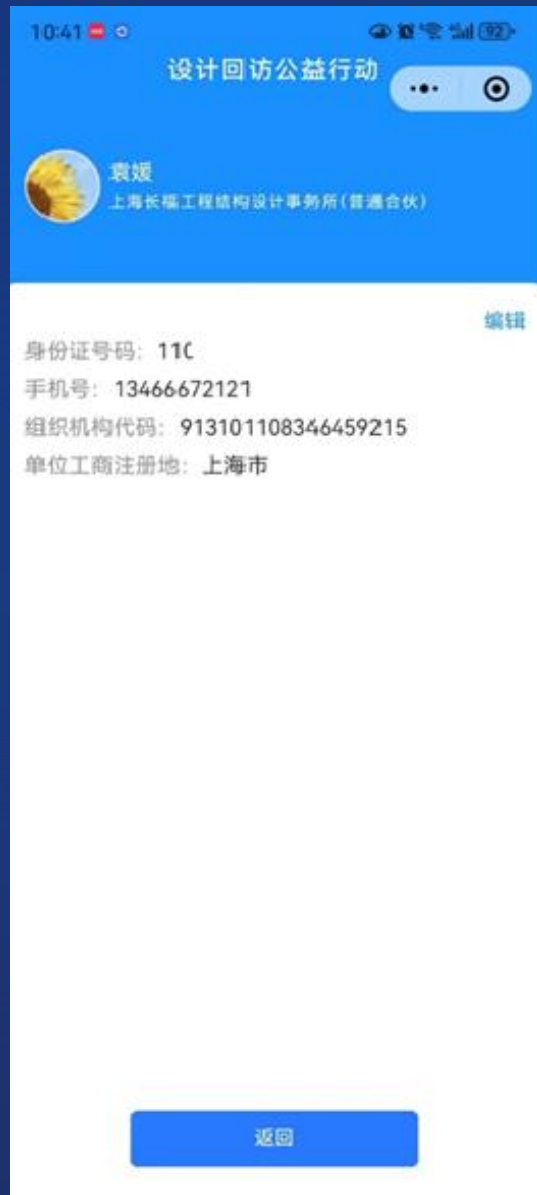 10:41
92
设计回访公益行动
袁媛
上海长福工程结构设计事务所(普通合伙)
编辑
身份证号码: 110
手机号: 13466672121
组织机构代码: 913101108346459215
单位工商注册地: 上海市
返回